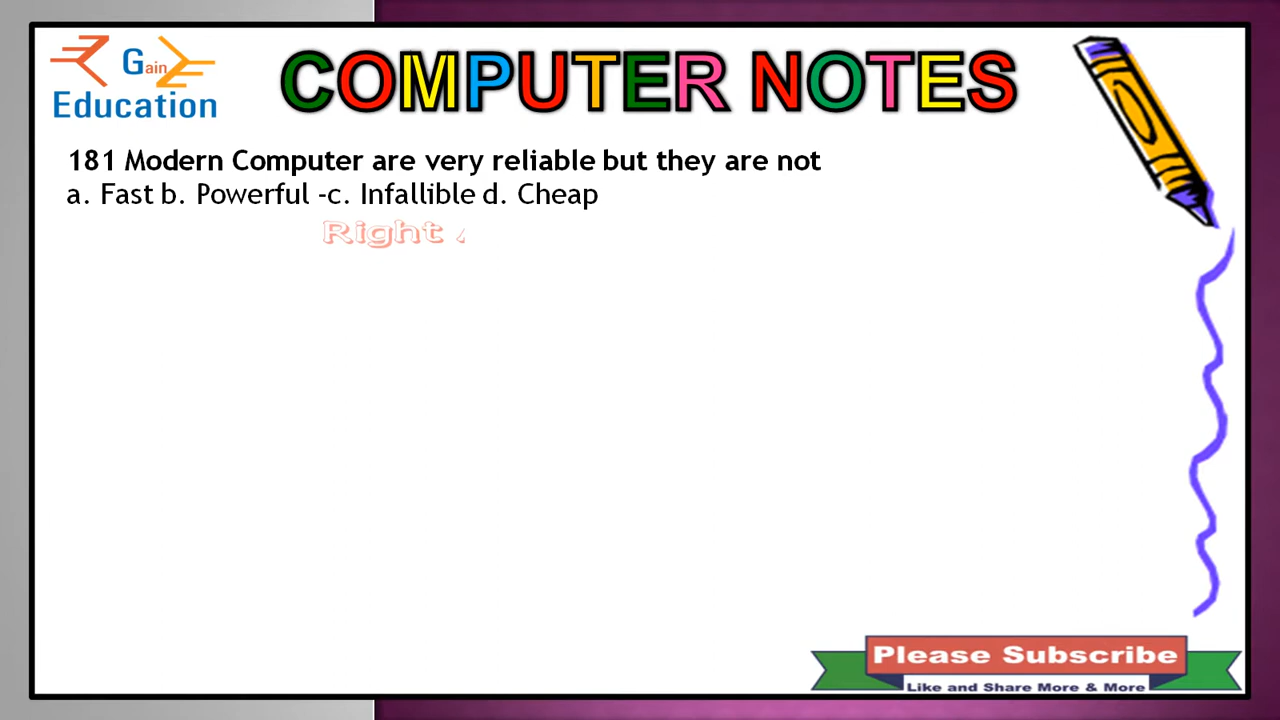 Gain
Education
COMPUTER NOTES
181 Modern Computer are very reliable but they are not
a. Fast b. Powerful -c. Infallible d. Cheap
Right
Please Subscribe
Like and Share More & More